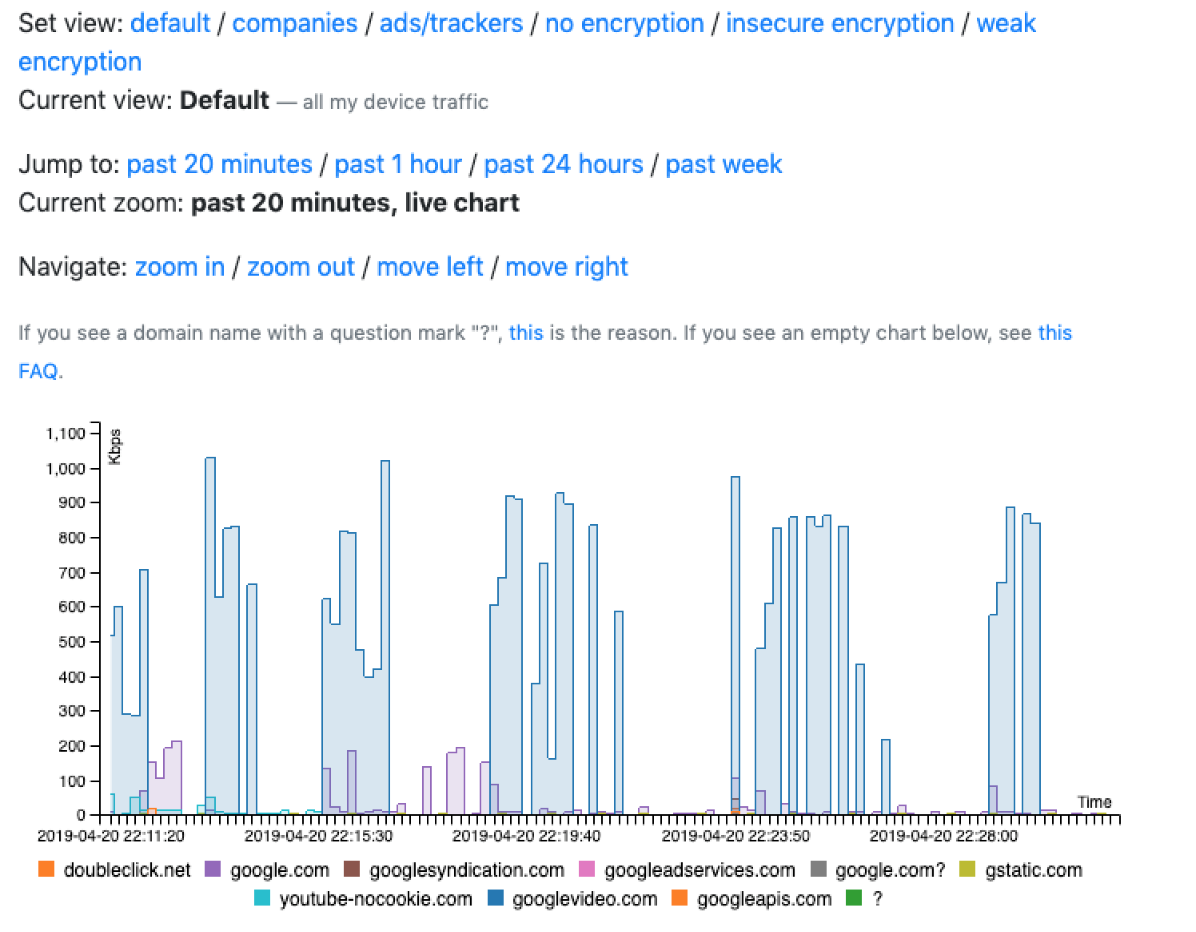 Set view: default / companies / ads/trackers / no encryption / insecure encryption / weak
encryption
Current view: Default — all my device traffic
Jump to: past 20 minutes / past 1 hour / past 24 hours / past week
Current zoom: past 20 minutes, live chart
Navigate: zoom in / zoom out / move left / move right
If you see a domain name with a question mark "?", this is the reason. If you see an empty chart below, see this
FAQ.
Kbps
1,100
1,000
900
800
700
600
500
400
300
200
100
0
Time
2019-04-20 22:11:20 2019-04-20 22:15:30 2019-04-20 22:19:40 2019-04-20 22:23:50 2019-04-20 22:28:00
doubleclick.net google.com googlesyndication.com googleadservices.com google.com? gstatic.com
youtube-nocookie.com googlevideo.com googleapis.com ?